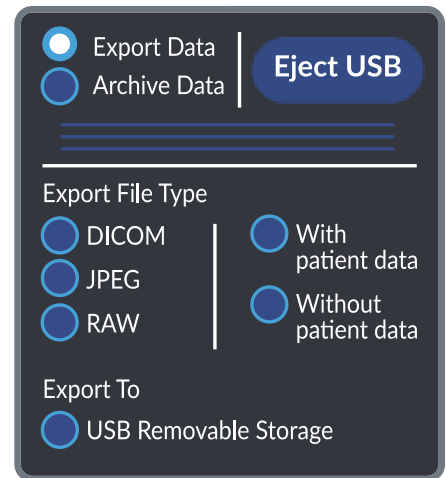 Export Data
Archive Data
Eject USB
Export File Type
DICOM
JPEG
RAW
With
patient data
Without
patient data
Export To
USB Removable Storage